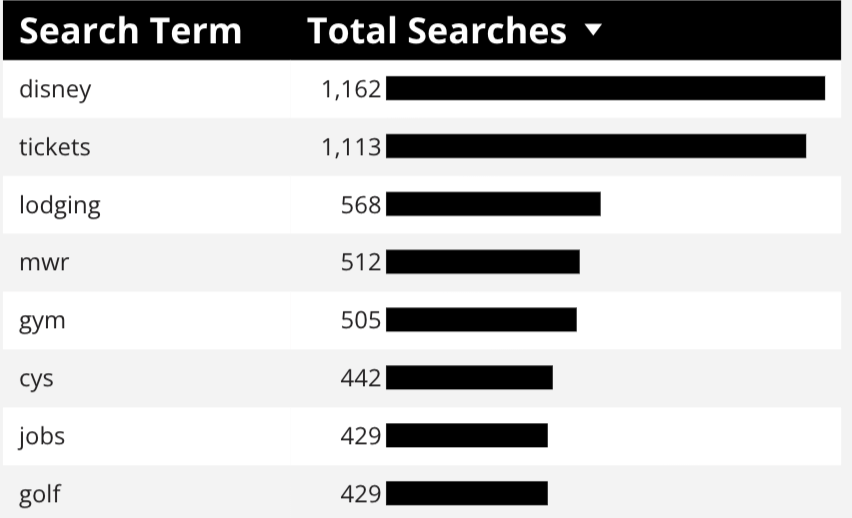 Search Term Total Searches ▼
disney 1,162
tickets 1,113
lodging 568
mwr 512
gym 505
cys 442
jobs 429
golf 429